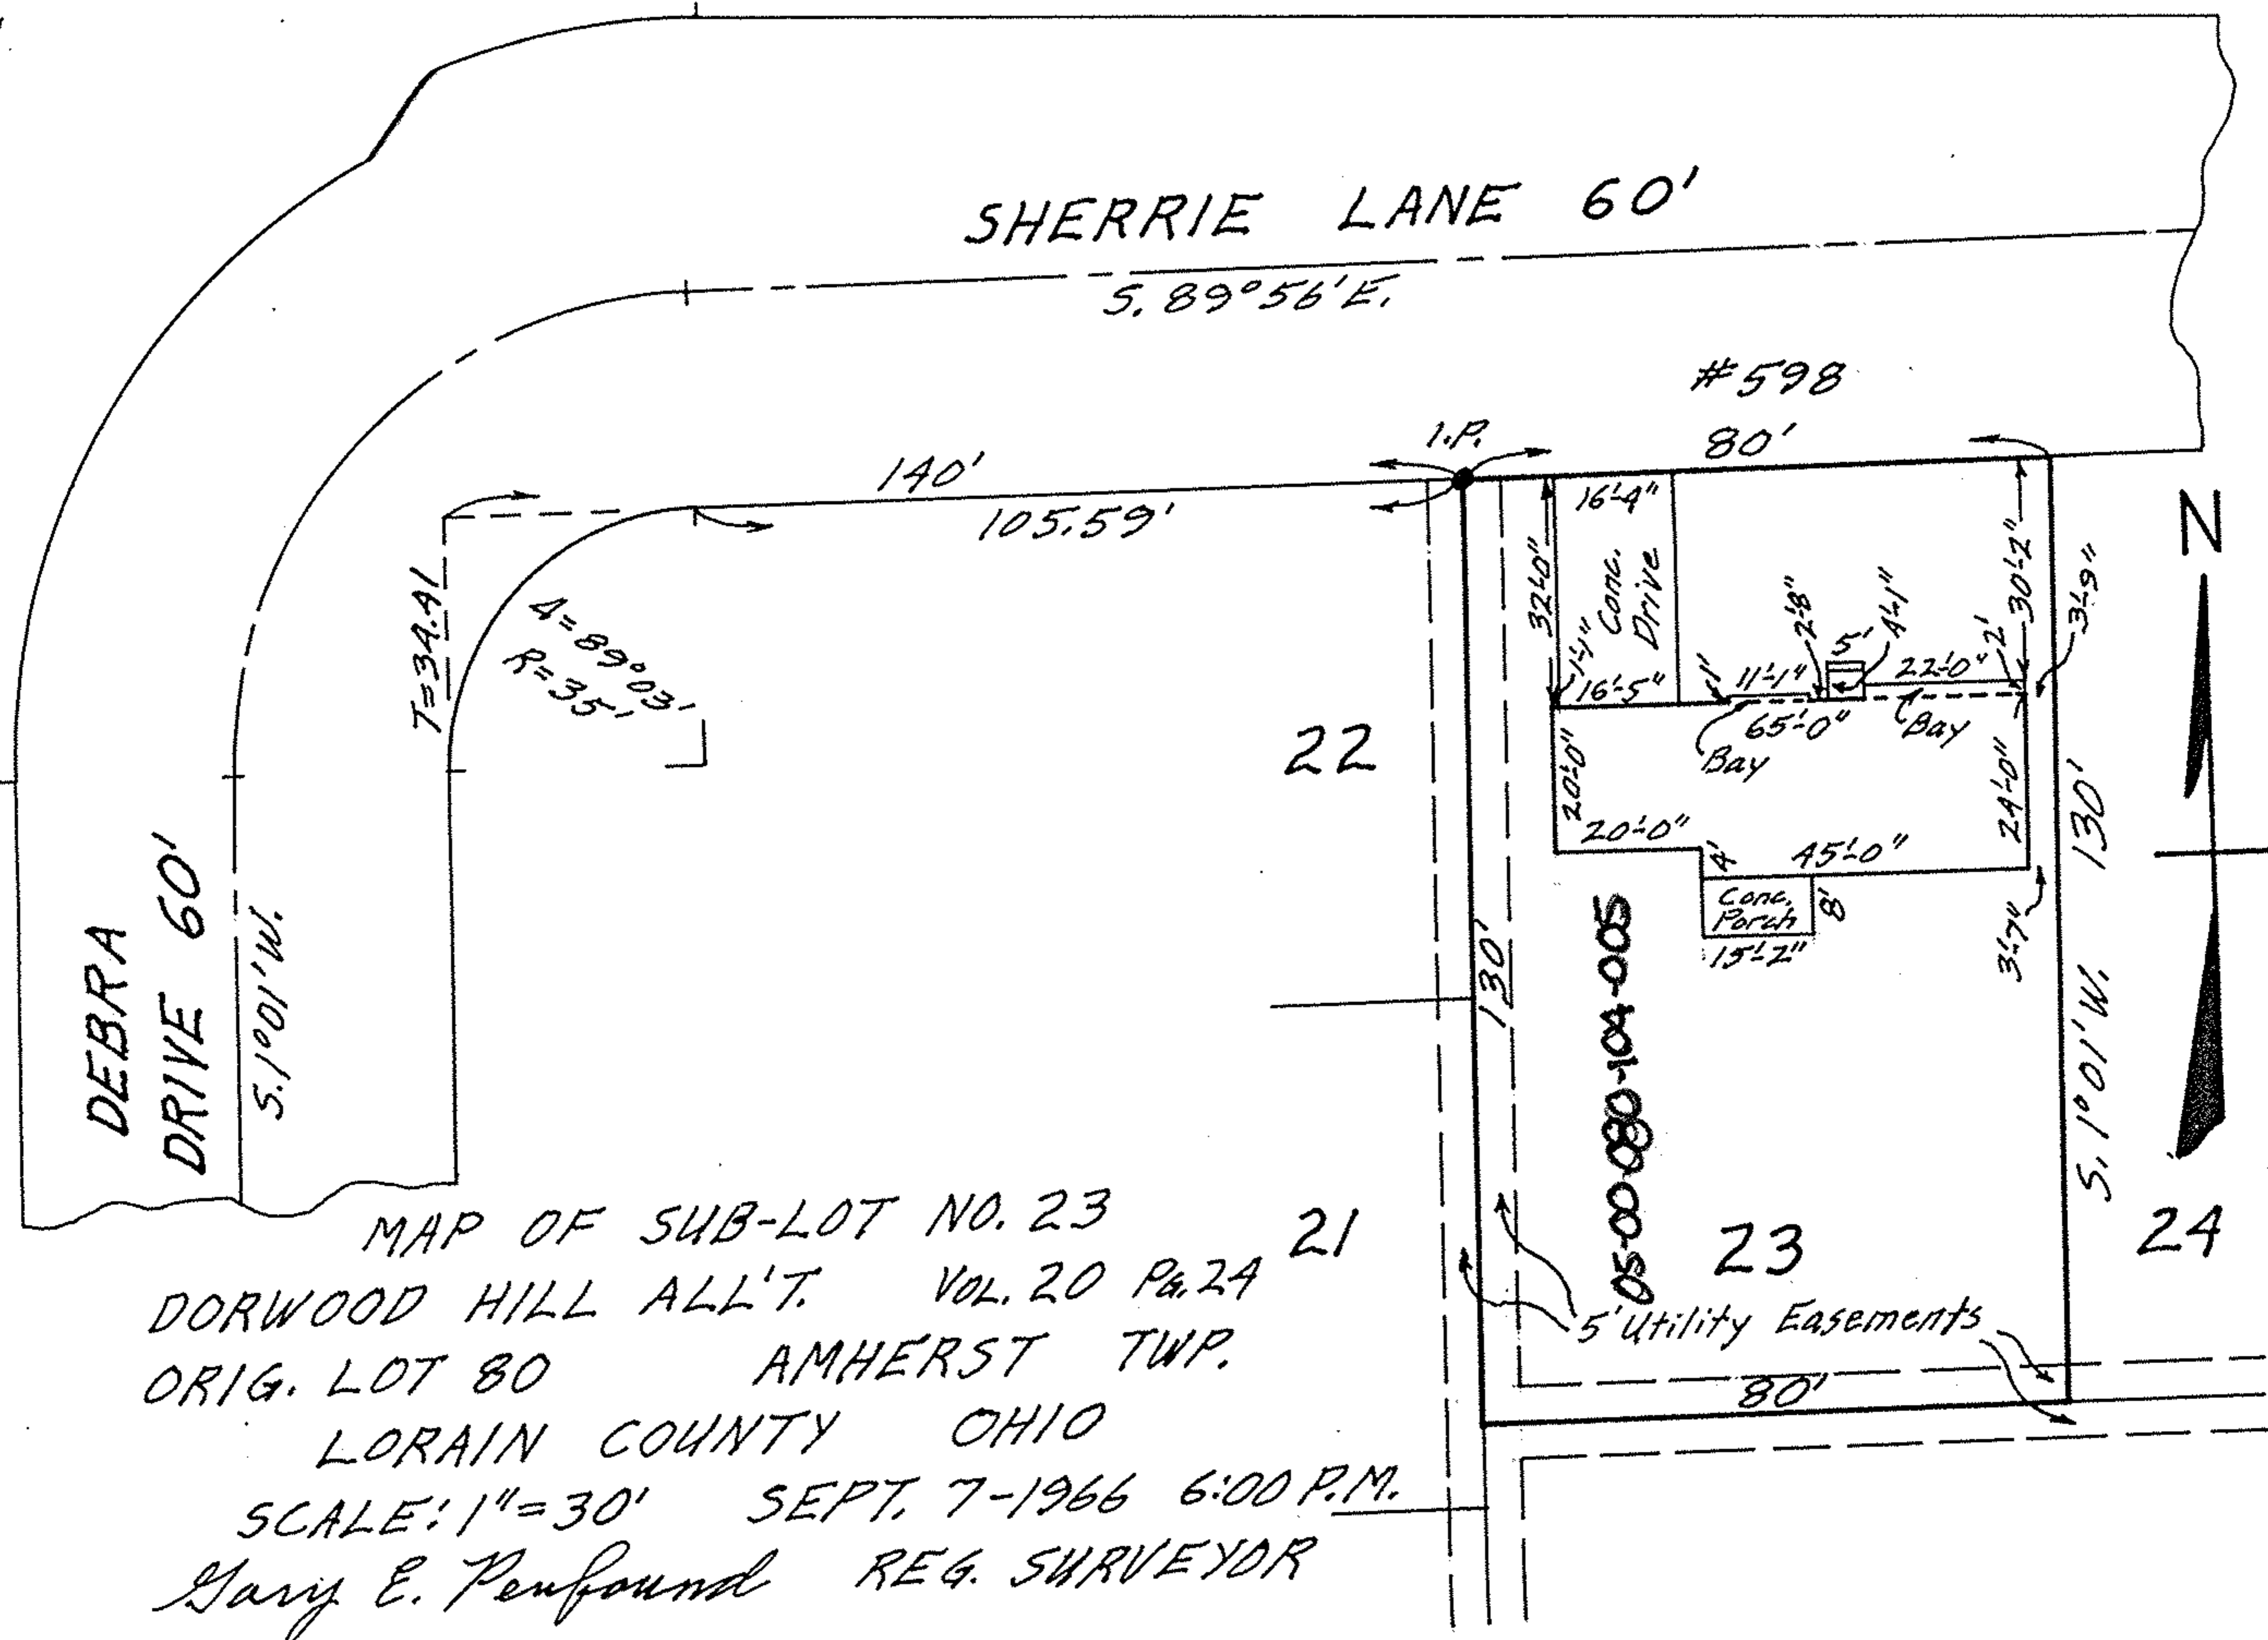 SHERRIE LANE 60'
S. 89°56'E.
#598
I.P.
80'
140'
105.59'
T=34.41
Δ=89°03'
R=35'
16'-4"
Conc.
Drive
32'-0"
1'-1"
16'-5"
1'
11'-1"
2'-8"
5'
4'-1"
22'-0"
2'
30'-2"
3'-9"
N
65'-0"
Bay
Bay
22
20'-0"
20'-0"
4'
45'-0"
24'-0"
Conc.
Porch
8'
15'-2"
3'-7"
130'
130'
S. 1°01'W.
DEBRA
DRIVE 60'
S. 1°01'W.
05-00-080-104-005
21
23
24
5' Utility Easements
80'
MAP OF SUB-LOT NO. 23
DORWOOD HILL ALL'T. VOL. 20 PG. 24
ORIG. LOT 80 AMHERST TWP.
LORAIN COUNTY OHIO
SCALE: 1"=30' SEPT. 7-1966 6:00 P.M.
Gary E. Penfound REG. SURVEYOR